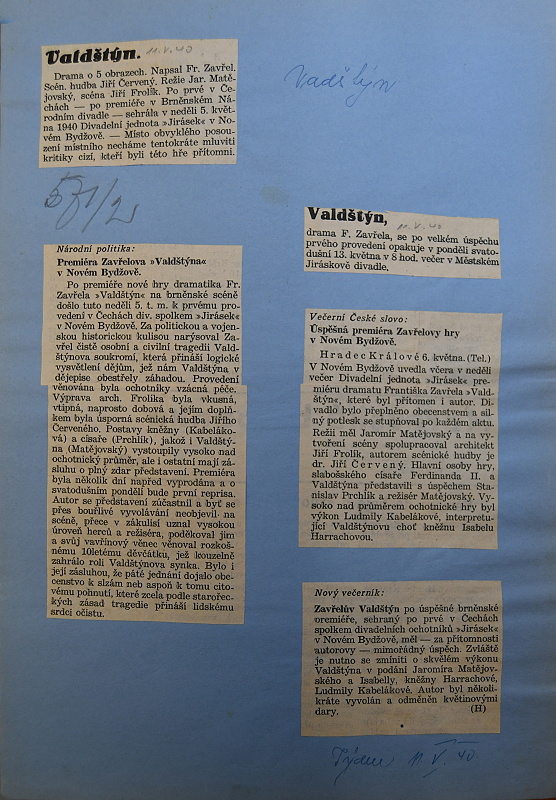 Valdštýn. 11.V.40
Drama o 5 obrazech. Napsal Fr. Zavřel.
Scén. hudba Jiří Červený. Režie Jar. Matě-
jovský, scéna Jiří Frolík. Po prvé v Če-
chách — po premiéře v Brněnském Ná-
rodním divadle — sehrála v neděli 5. květ-
na 1940 Divadelní jednota »Jirásek« v No-
vém Bydžově. — Místo obvyklého posou-
zení místního necháme tentokráte mluviti
kritiky cizí, kteří byli této hře přítomni.
571/21
Národní politika:
Premiéra Zavřelova »Valdštýna«
v Novém Bydžově.
Po premiéře nové hry dramatika Fr.
Zavřela »Valdštýn« na brněnské scéně
došlo tuto neděli 5. t. m. k prvému pro-
vedení v Čechách div. spolkem »Jirásek«
v Novém Bydžově. Za politickou a vojen-
skou historickou kulisou narýsoval Za-
vřel čistě osobní a civilní tragedii Vald-
štýnova soukromí, která přináší logické
vysvětlení dějům, jež nám Valdštýna v
dějepise obestřely záhadou. Provedení
věnována byla ochotníky vzácná péče.
Výprava arch. Frolíka byla vkusná,
vtipná, naprosto dobová a jejím doplň-
kem byla úsporná scénická hudba Jiřího
Červeného. Postavy kněžny (Kabeláko-
vá) a císaře (Prchlík), jakož i Valdštý-
na (Matějovský) vystoupily vysoko nad
ochotnický průměr, ale i ostatní mají zá-
sluhu o plný zdar představení. Premiéra
byla několik dní napřed vyprodána a o
svatodušním pondělí bude první reprisa.
Autor se představení zúčastnil a byť se
přes bouřlivé vyvolávání neobjevil na
scéně, přece v zákulisí uznal vysokou
úroveň herců a režiséra, poděkoval jim
a svůj vavřínový věnec věnoval rozkoš-
nému 10letému děvčátku, jež kouzelně
zahrálo roli Valdštýnova synka. Bylo i
její zásluhou, že páté jednání dojalo obe-
censtvo k slzám neb aspoň k tomu cito-
vému pohnutí, které zcela podle starořec-
kých zásad tragedie přináší lidskému
srdci očistu.
Vadštýn
Valdštýn, 11.V.40
drama F. Zavřela, se po velkém úspěchu
prvého provedení opakuje v pondělí svato-
dušní 13. května v 8 hod. večer v Městském
Jiráskově divadle.
Večerní České slovo:
Úspěšná premiéra Zavřelovy hry
v Novém Bydžově.
Hradec Králové 6. května. (Tel.)
V Novém Bydžově uvedla včera v neděli
večer Divadelní jednota »Jirásek« pre-
miéru dramatu Františka Zavřela »Vald-
štýn«, které byl přítomen i autor. Di-
vadlo bylo přeplněno obecenstvem a sil-
ný potlesk se stupňoval po každém aktu.
Režii měl Jaromír Matějovský a na vy-
tvoření scény spolupracoval architekt
Jiří Frolík, autorem scénické hudby je
dr. Jiří Červený. Hlavní osoby hry,
slabošského císaře Ferdinanda II. a
Valdštýna představili s úspěchem Sta-
nislav Prchlík a režisér Matějovský. Vy-
soko nad průměrem ochotnické hry byl
výkon Ludmily Kabelákové, interpretu-
jící Valdštýnovu choť kněžnu Isabelu
Harrachovou.
Nový večerník:
Zavřelův Valdštýn po úspěšné brněnské
premiéře, sehraný po prvé v Čechách
spolkem divadelních ochotníků »Jirásek«
v Novém Bydžově, měl — za přítomnosti
autorovy — mimořádný úspěch. Zvláště
je nutno se zmíniti o skvělém výkonu
Valdštýna v podání Jaromíra Matějov-
ského a Isabelly, kněžny Harrachové,
Ludmily Kabelákové. Autor byl několi-
kráte vyvolán a odměněn květinovými
dary. (H)
Týden 11. V. 40